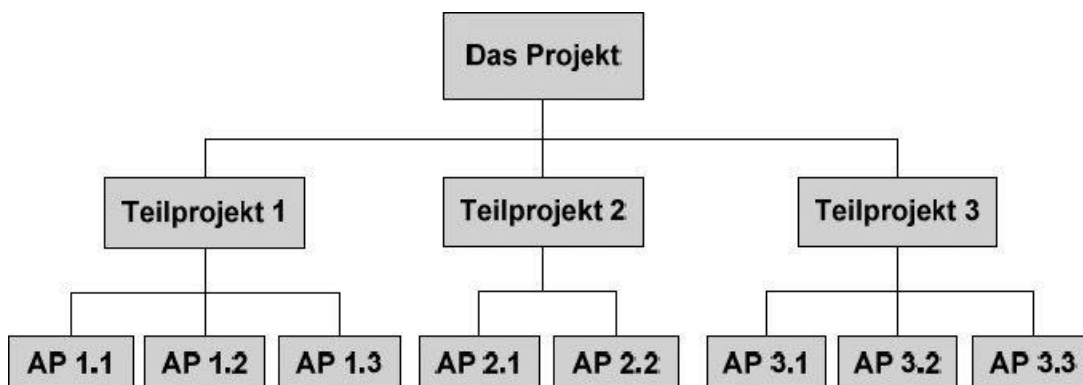 Das Projekt
Teilprojekt 1
Teilprojekt 2
Teilprojekt 3
AP 1.1
AP 1.2
AP 1.3
AP 2.1
AP 2.2
AP 3.1
AP 3.2
AP 3.3